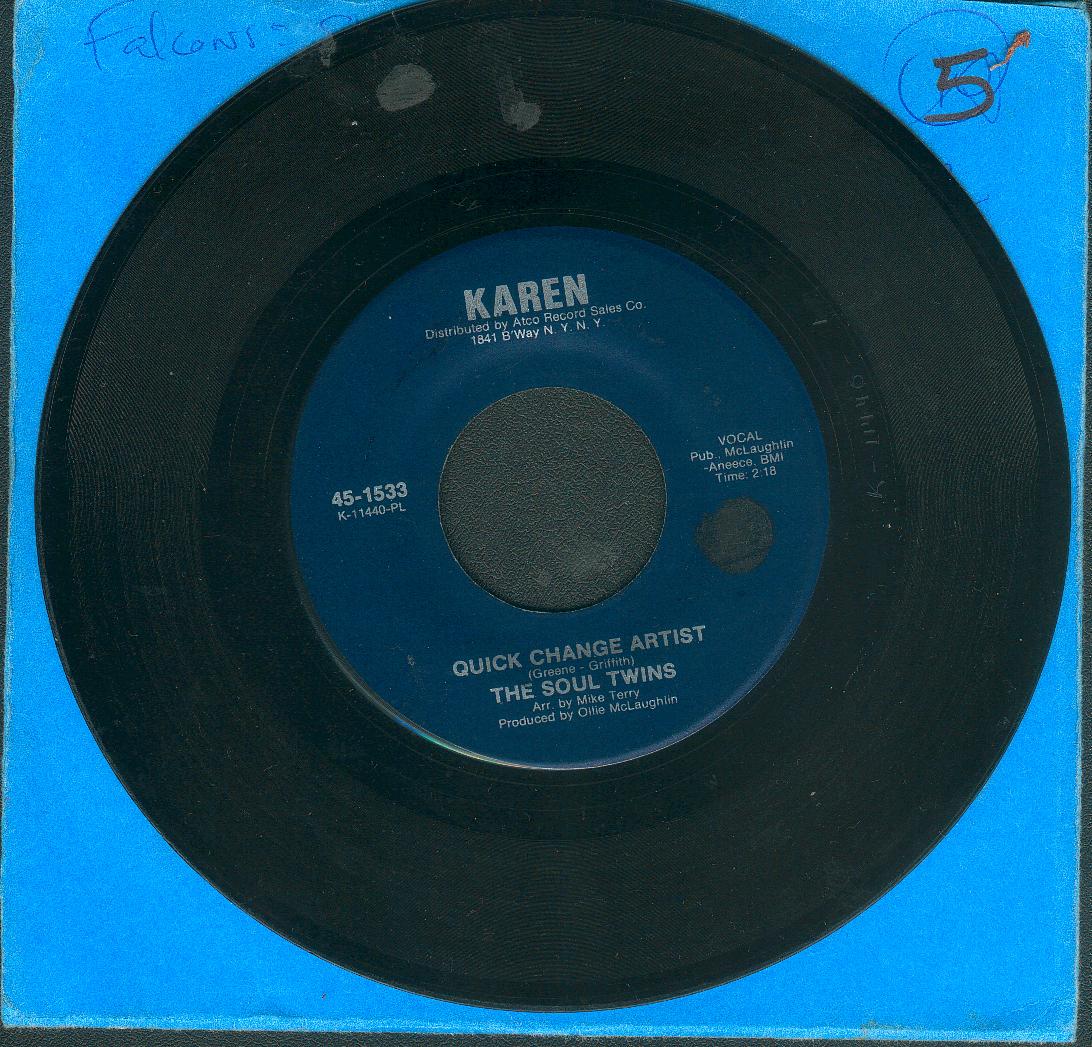 Falcons
5
KAREN
Distributed by Atco Record Sales Co.
1841 B'Way N. Y. N. Y.
VOCAL
Pub., McLaughlin
-Aneece, BMI
Time: 2:18
45-1533
K-11440-PL
QUICK CHANGE ARTIST
(Greene - Griffith)
THE SOUL TWINS
Arr. by Mike Terry
Produced by Ollie McLaughlin